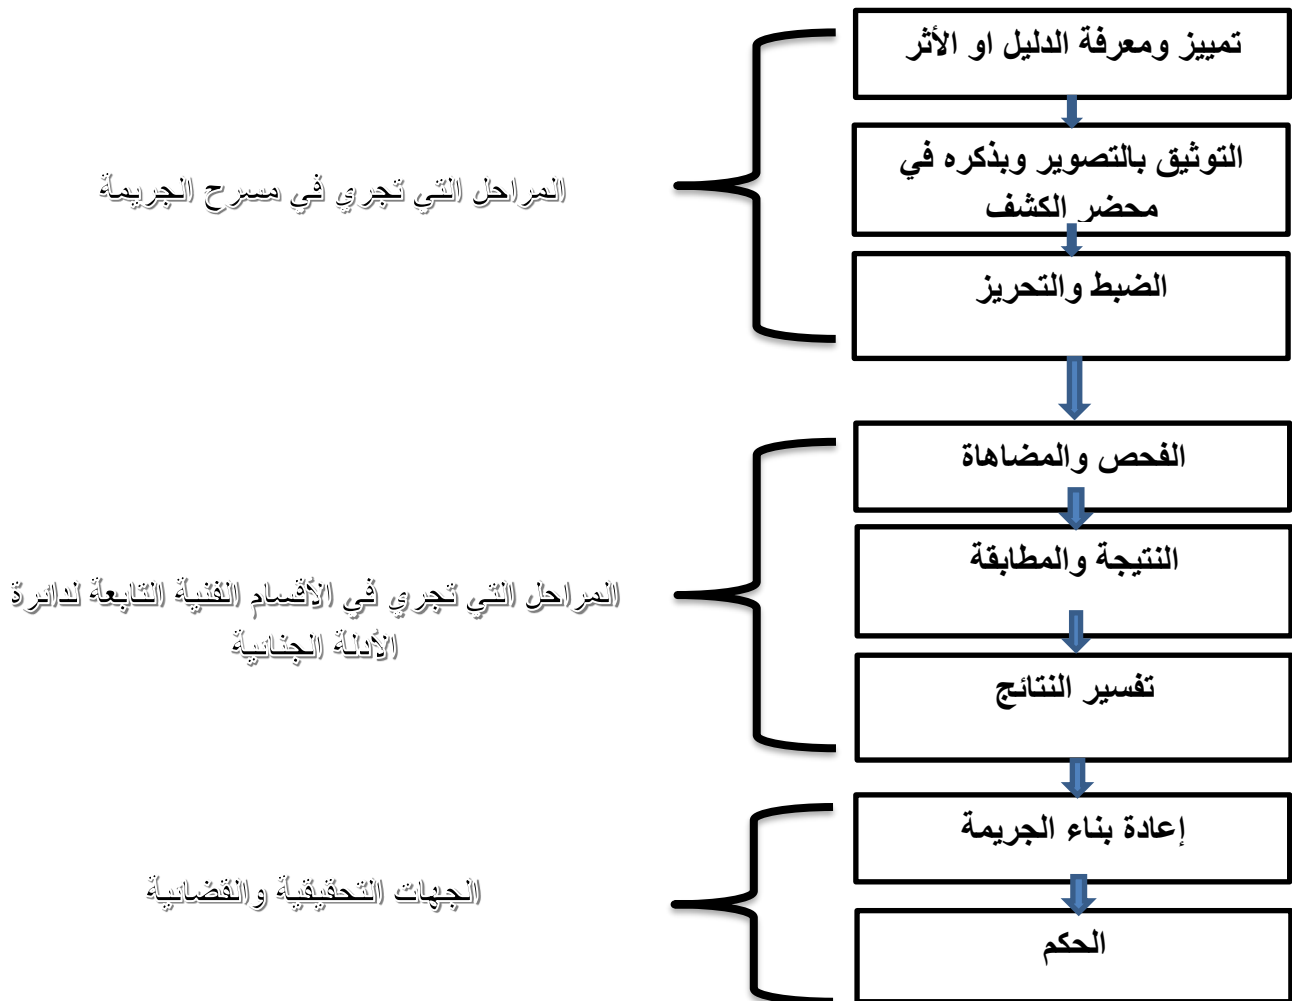 تمييز ومعرفة الدليل او الأثر
التوثيق بالتصوير وبذكره في
محضر الكشف
المراحل التي تجري في مسرح الجريمة
الضبط والتحريز
الفحص والمضاهاة
النتيجة والمطابقة
المراحل التي تجري في الأقسام الفنية التابعة لدائرة
الأدلة الجنائية
تفسير النتائج
إعادة بناء الجريمة
الجهات التحقيقية والقضائية
الحكم